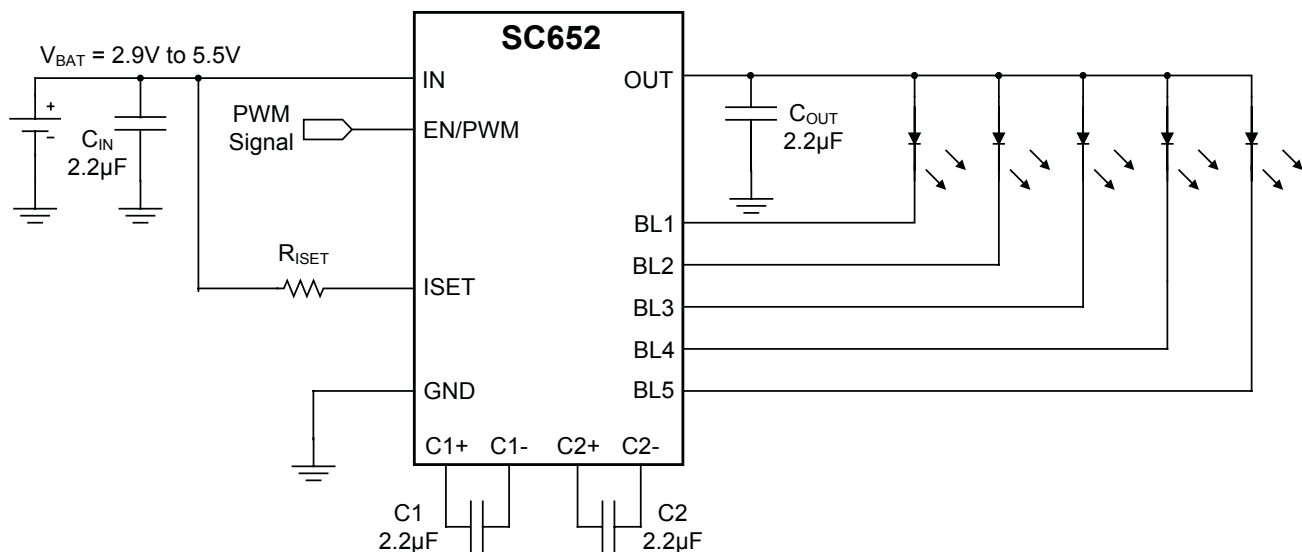 SC652
V_BAT = 2.9V to 5.5V
IN
OUT
+
-
C_IN
2.2µF
PWM
Signal
EN/PWM
C_OUT
2.2µF
BL1
R_ISET
BL2
ISET
BL3
BL4
GND
BL5
C1+ C1- C2+ C2-
C1
2.2µF
C2
2.2µF